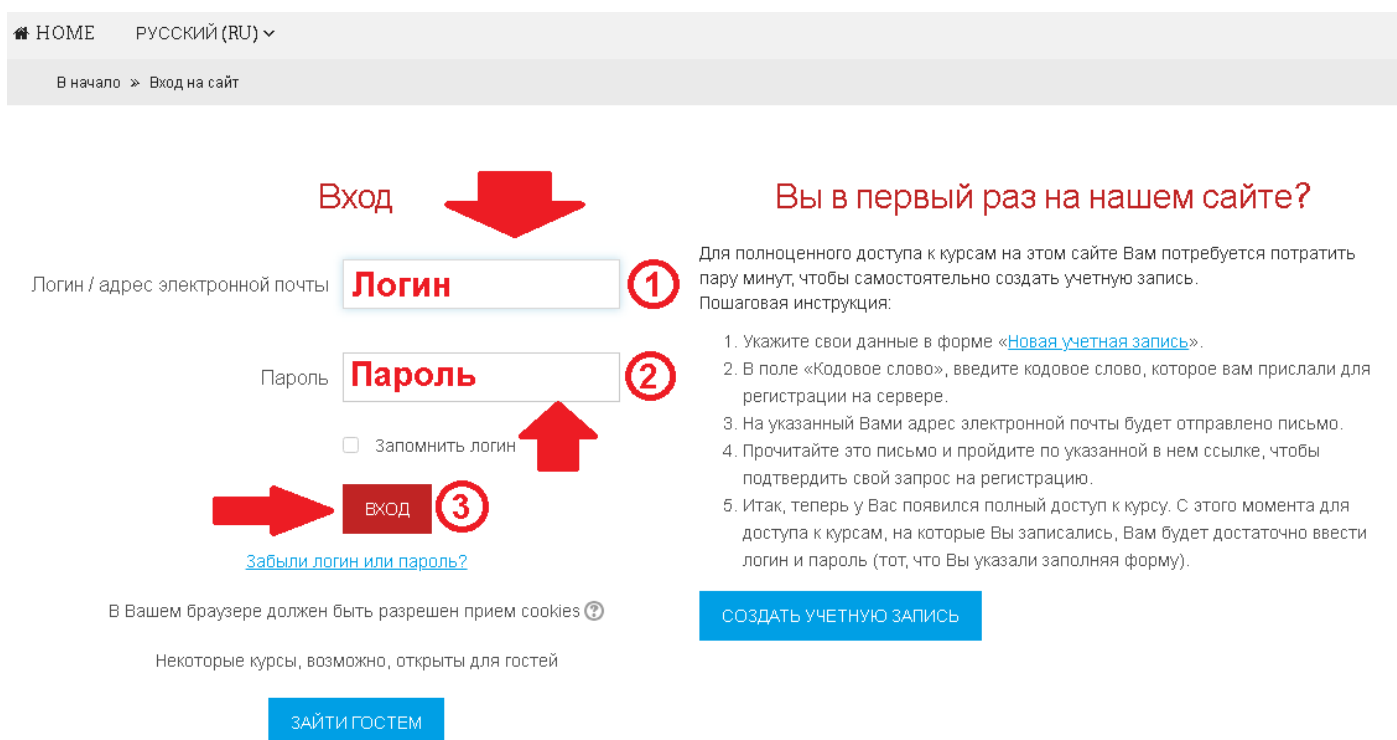 HOME РУССКИЙ (RU)
В начало » Вход на сайт
Вход
Логин / адрес электронной почты Логин 1
Пароль Пароль 2
Запомнить логин
ВХОД 3
Забыли логин или пароль?
В Вашем браузере должен быть разрешен прием cookies ?
Некоторые курсы, возможно, открыты для гостей
ЗАЙТИ ГОСТЕМ
Вы в первый раз на нашем сайте?
Для полноценного доступа к курсам на этом сайте Вам потребуется потратить
пару минут, чтобы самостоятельно создать учетную запись.
Пошаговая инструкция:
1. Укажите свои данные в форме «Новая учетная запись».
2. В поле «Кодовое слово», введите кодовое слово, которое вам прислали для
регистрации на сервере.
3. На указанный Вами адрес электронной почты будет отправлено письмо.
4. Прочитайте это письмо и пройдите по указанной в нем ссылке, чтобы
подтвердить свой запрос на регистрацию.
5. Итак, теперь у Вас появился полный доступ к курсу. С этого момента для
доступа к курсам, на которые Вы записались, Вам будет достаточно ввести
логин и пароль (тот, что Вы указали заполняя форму).
СОЗДАТЬ УЧЕТНУЮ ЗАПИСЬ